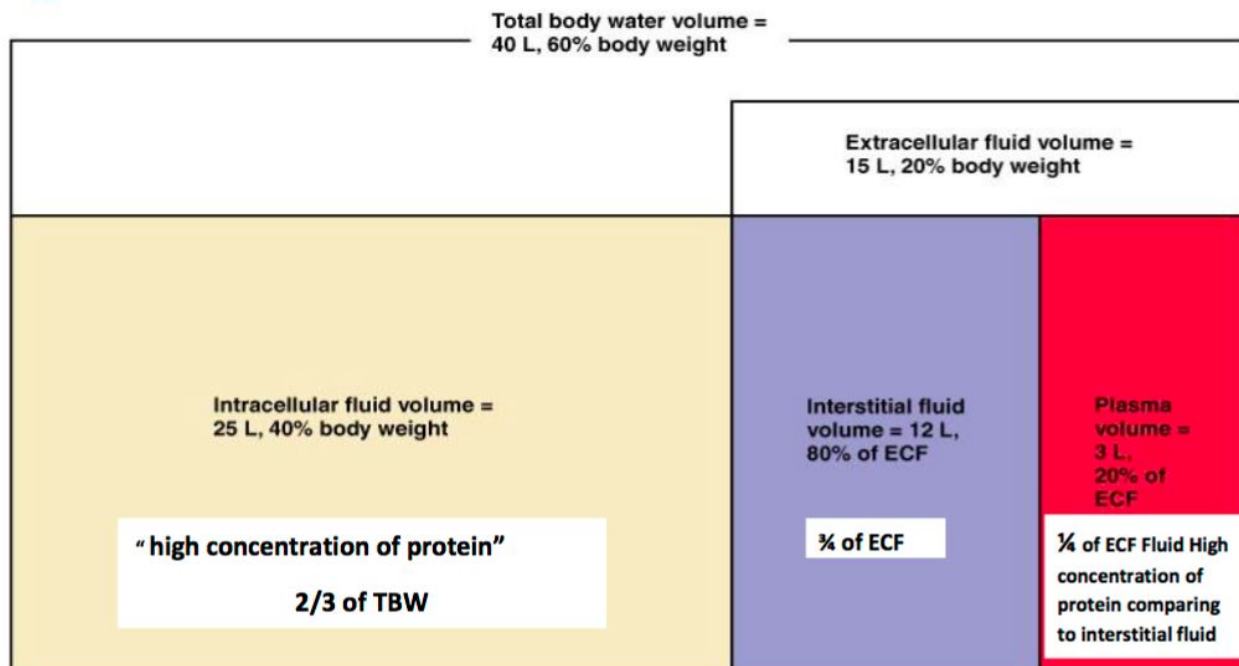 Total body water volume =
40 L, 60% body weight
Extracellular fluid volume =
15 L, 20% body weight
Intracellular fluid volume =
25 L, 40% body weight
Interstitial fluid
volume = 12 L,
80% of ECF
Plasma
volume =
3 L,
20% of
ECF
“high concentration of protein”
2/3 of TBW
¾ of ECF
¼ of ECF Fluid High
concentration of
protein comparing
to interstitial fluid